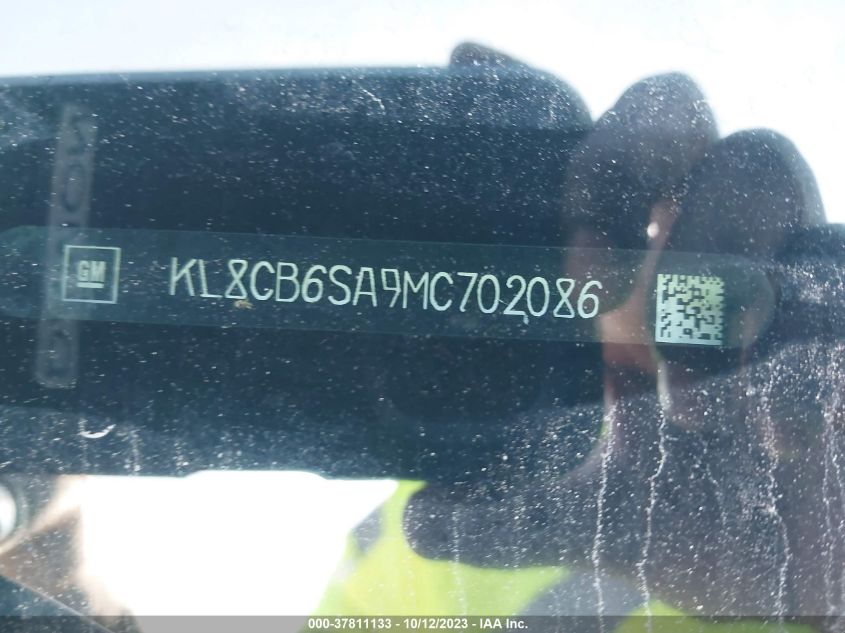 GM
KL8CB6SA9MC702086
000-37811133 - 10/12/2023 - IAA Inc.